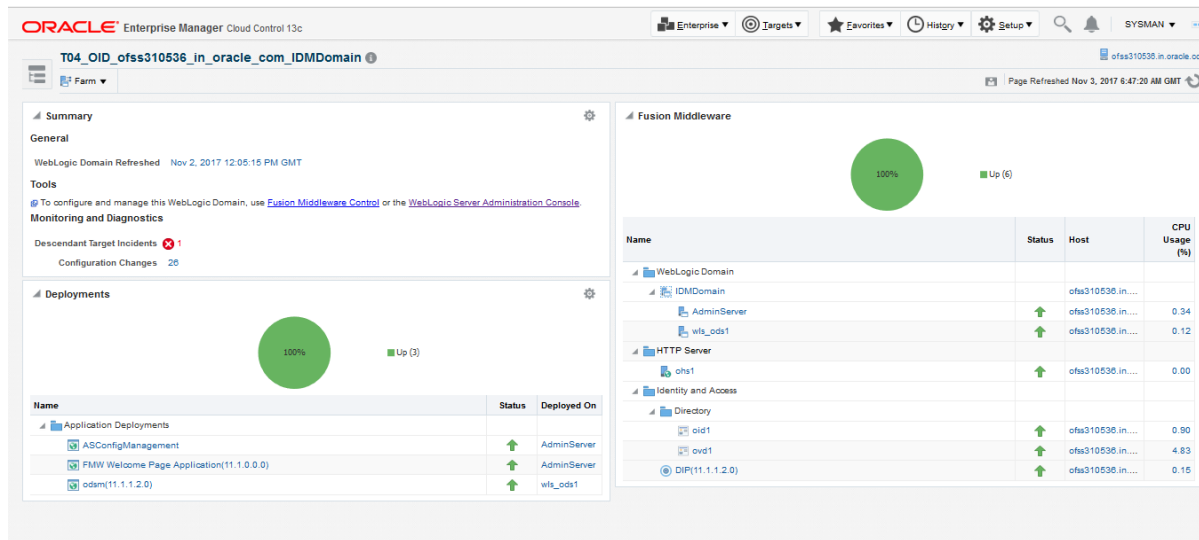 ORACLE Enterprise Manager Cloud Control 13c
Enterprise Targets Favorites History Setup SYSMAN
T04_OID_ofss310536_in_oracle_com_IDMDomain
ofss310536.in.oracle.co
Farm
Page Refreshed Nov 3, 2017 6:47:20 AM GMT
Summary
General
WebLogic Domain Refreshed Nov 2, 2017 12:05:15 PM GMT
Tools
To configure and manage this WebLogic Domain, use Fusion Middleware Control or the WebLogic Server Administration Console.
Monitoring and Diagnostics
Descendant Target Incidents 1
Configuration Changes 26
Deployments
100%
Up (3)
Name Status Deployed On
Application Deployments
ASConfigManagement AdminServer
FMW Welcome Page Application(11.1.0.0.0) AdminServer
odsm(11.1.1.2.0) wls_ods1
Fusion Middleware
100%
Up (6)
Name Status Host CPU Usage (%)
WebLogic Domain
IDMDomain ofss310536.in....
AdminServer ofss310536.in.... 0.34
wls_ods1 ofss310536.in.... 0.12
HTTP Server
ohs1 ofss310536.in.... 0.00
Identity and Access
Directory
oid1 ofss310536.in.... 0.90
ovd1 ofss310536.in.... 4.83
DIP(11.1.1.2.0) ofss310536.in.... 0.15